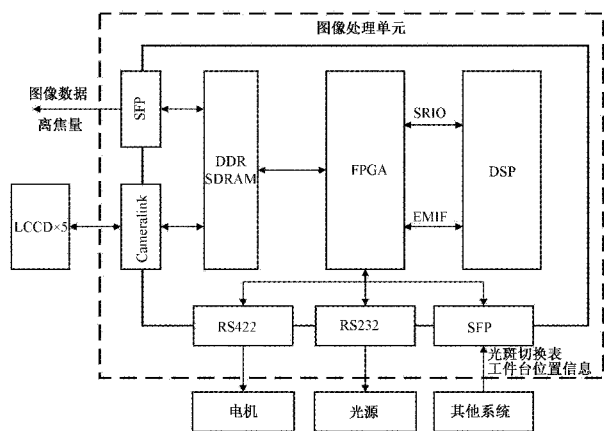 图像处理单元
图像数据
离焦量
SFP
DDR
SDRAM
FPGA
SRIO
EMIF
DSP
LCCD×5
Cameralink
RS422
RS232
SFP
光斑切换表
工件台位置信息
电机
光源
其他系统